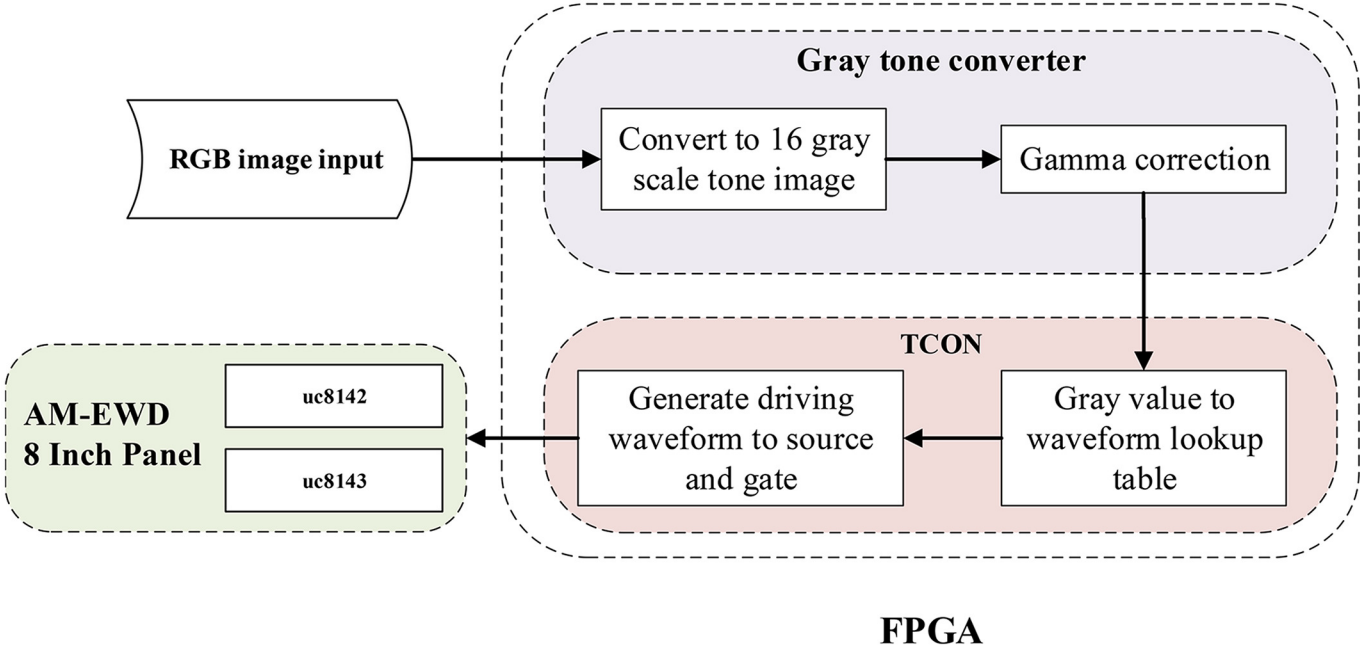 Gray tone converter
RGB image input
Convert to 16 gray
scale tone image
Gamma correction
TCON
Gray value to
waveform lookup
table
Generate driving
waveform to source
and gate
AM-EWD
8 Inch Panel
uc8142
uc8143
FPGA